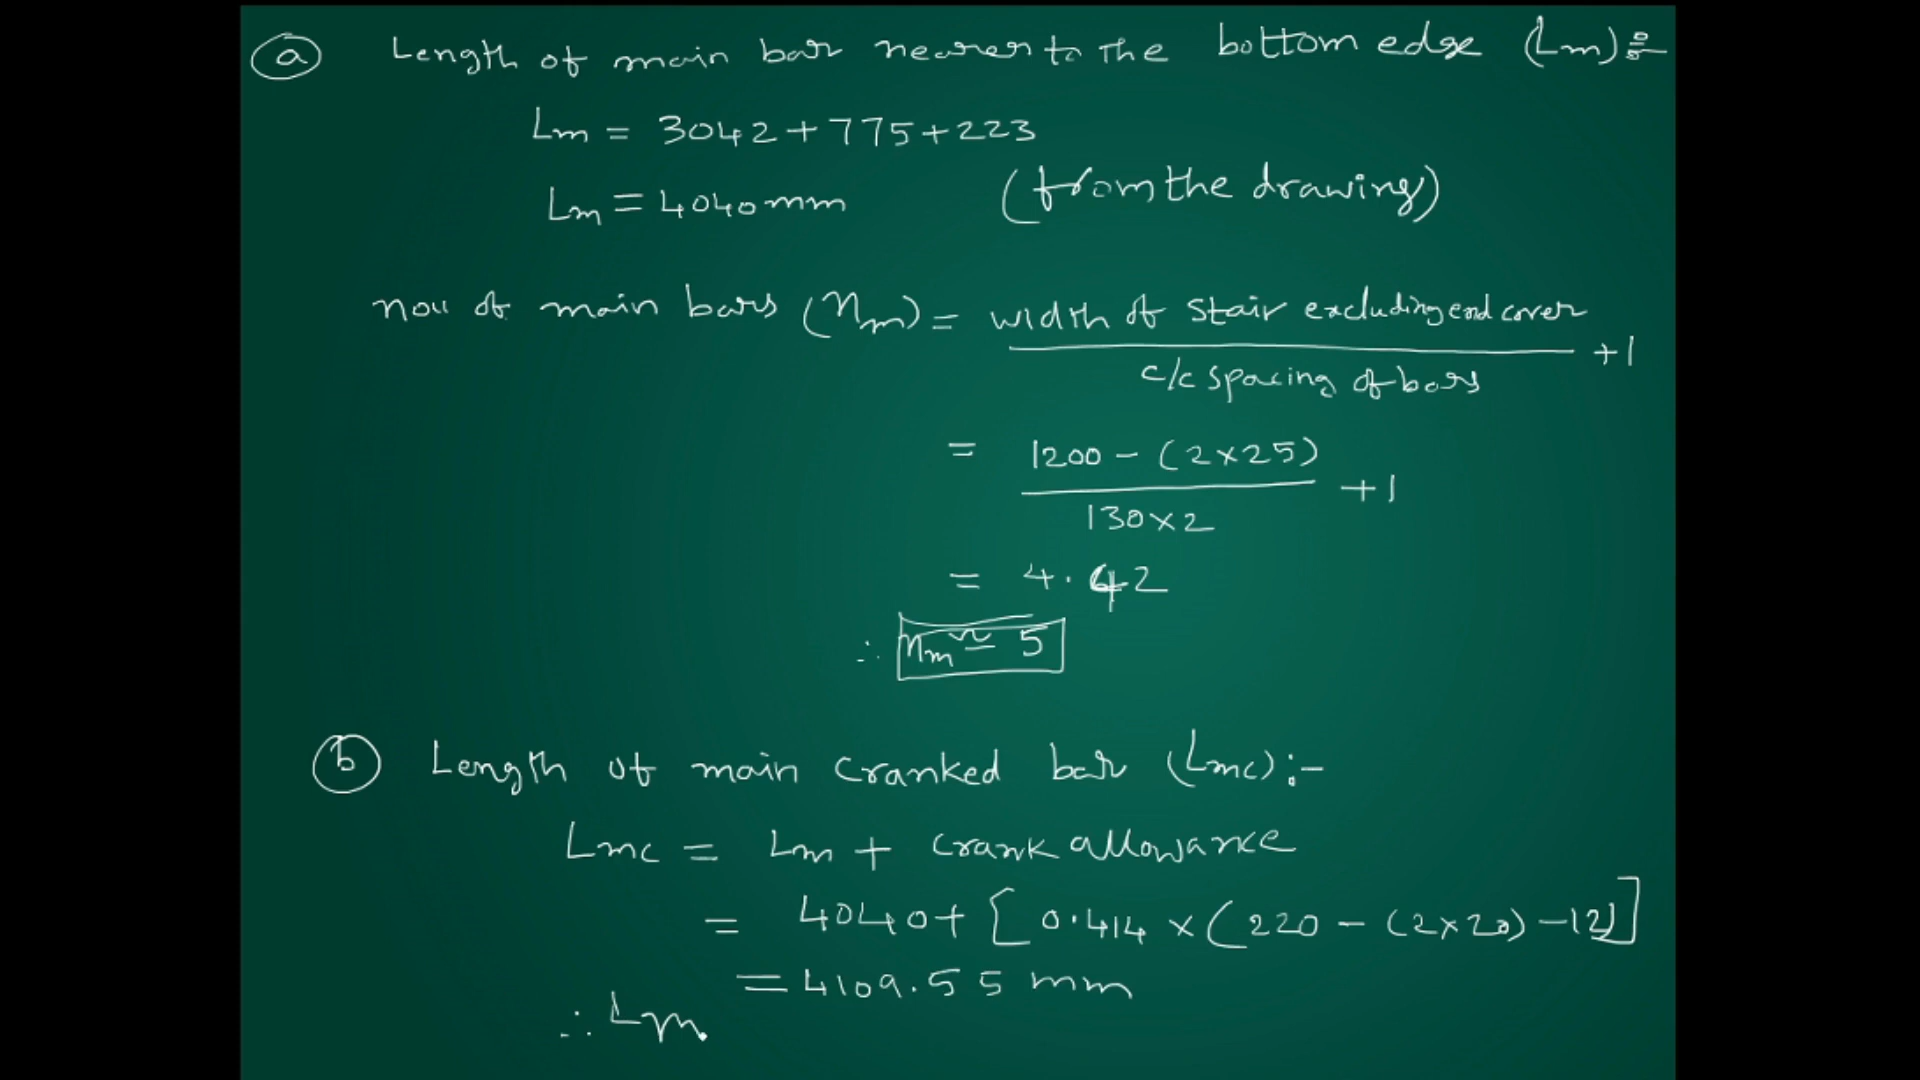 (a) Length of main bar nearer to the bottom edge (Lm):-
Lm = 3042+775+223
Lm = 4040mm (from the drawing)
nou of main bars (nm) = width of stair excluding end cover / c/c spacing of bars +1
= 1200 - (2×25) / 130×2 +1
= 4.42
∴ nm ≃ 5
(b) Length of main cranked bar (Lmc):-
Lmc = Lm + crank allowance
= 4040+ [0.414 × (220 - (2×20) -12)]
= 4109.55 mm
∴ Lm